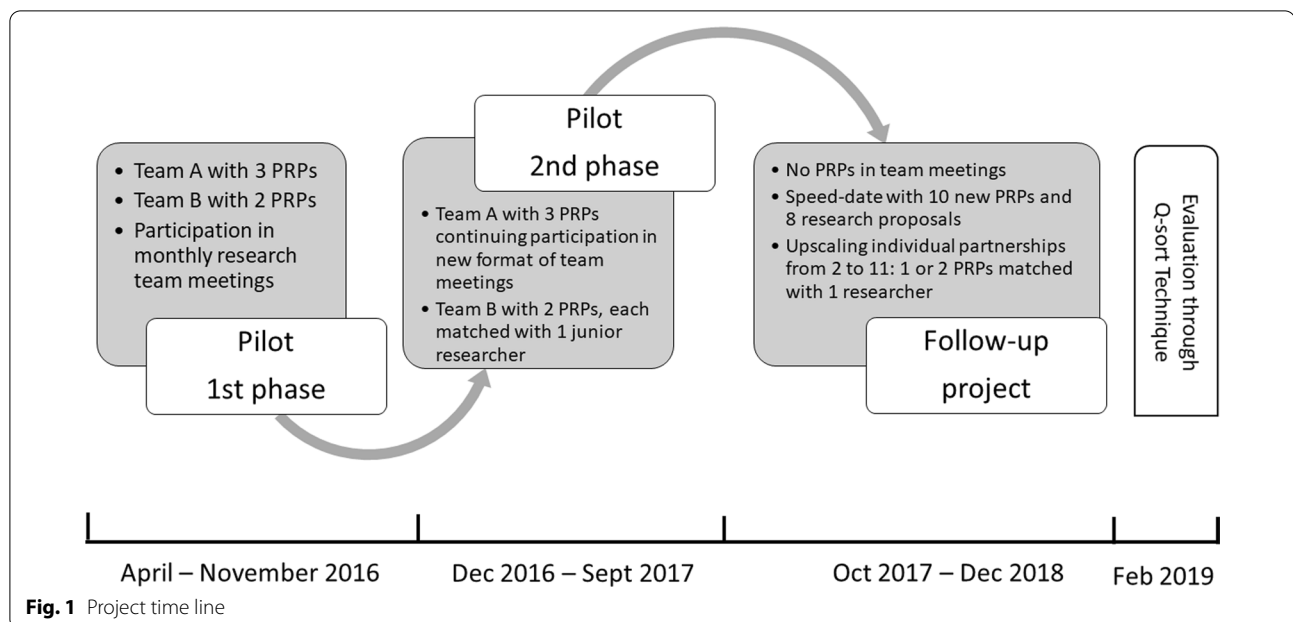 • Team A with 3 PRPs
• Team B with 2 PRPs
• Participation in
monthly research
team meetings
Pilot
1st phase
Pilot
2nd phase
• Team A with 3 PRPs
continuing participation in
new format of team
meetings
• Team B with 2 PRPs, each
matched with 1 junior
researcher
• No PRPs in team meetings
• Speed-date with 10 new PRPs and
8 research proposals
• Upscaling individual partnerships
from 2 to 11: 1 or 2 PRPs matched
with 1 researcher
Follow-up
project
Evaluation through
Q-sort Technique
April – November 2016
Dec 2016 – Sept 2017
Oct 2017 – Dec 2018
Feb 2019
Fig. 1 Project time line